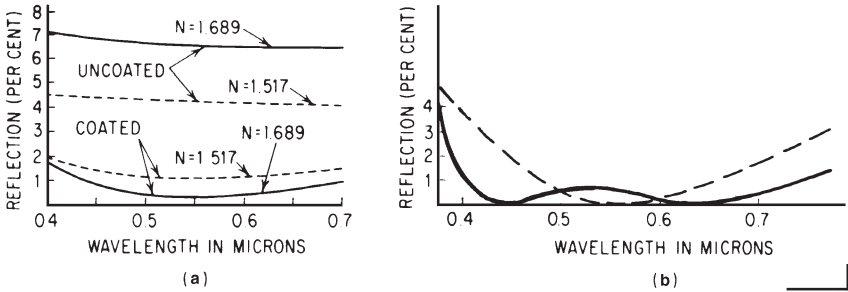 REFLECTION (PER CENT)
8
7
6
5
4
3
2
1
N=1.689
UNCOATED
N=1.517
COATED
N=1.689
N=1 517
0.4
0.5
0.6
0.7
WAVELENGTH IN MICRONS
(a)
REFLECTION (PER CENT)
4
3
2
1
0.4
0.5
0.6
0.7
WAVELENGTH IN MICRONS
(b)